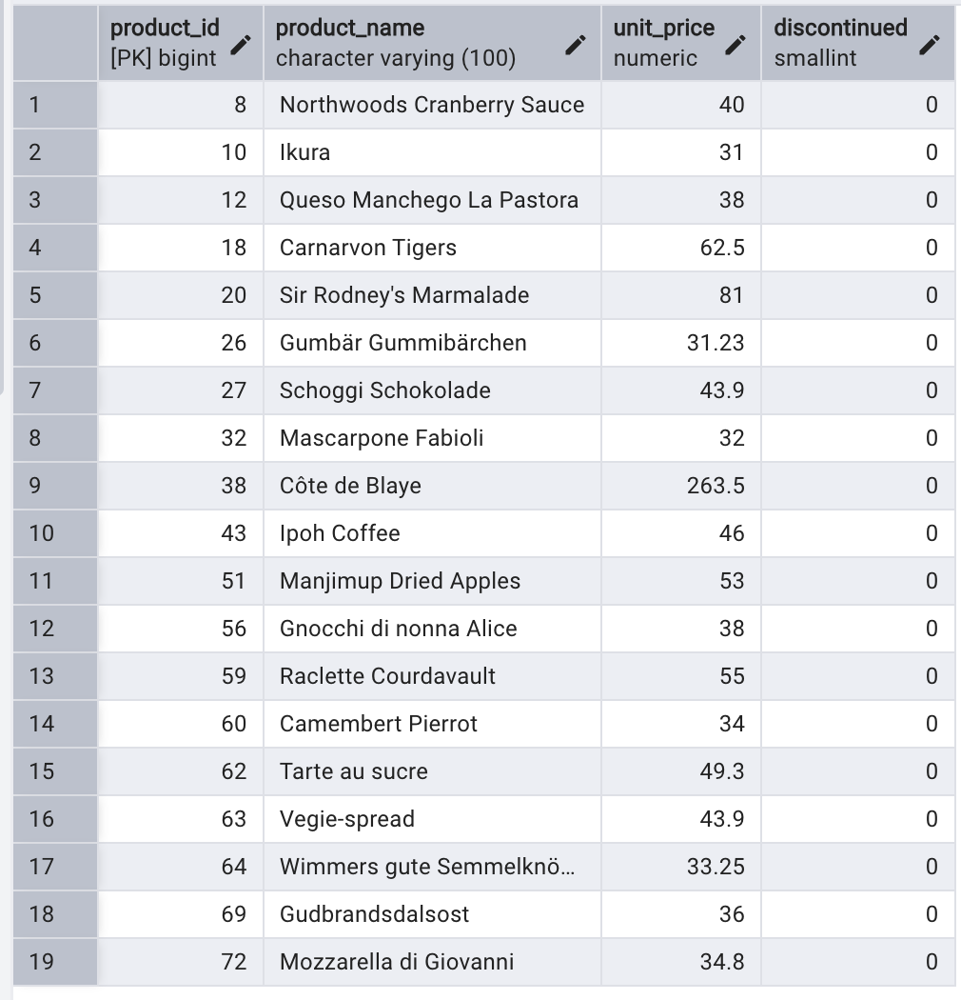 product_id product_name unit_price discontinued
[PK] bigint character varying (100) numeric smallint
1 8 Northwoods Cranberry Sauce 40 0
2 10 Ikura 31 0
3 12 Queso Manchego La Pastora 38 0
4 18 Carnarvon Tigers 62.5 0
5 20 Sir Rodney's Marmalade 81 0
6 26 Gumbär Gummibärchen 31.23 0
7 27 Schoggi Schokolade 43.9 0
8 32 Mascarpone Fabioli 32 0
9 38 Côte de Blaye 263.5 0
10 43 Ipoh Coffee 46 0
11 51 Manjimup Dried Apples 53 0
12 56 Gnocchi di nonna Alice 38 0
13 59 Raclette Courdavault 55 0
14 60 Camembert Pierrot 34 0
15 62 Tarte au sucre 49.3 0
16 63 Vegie-spread 43.9 0
17 64 Wimmers gute Semmelknö... 33.25 0
18 69 Gudbrandsdalsost 36 0
19 72 Mozzarella di Giovanni 34.8 0